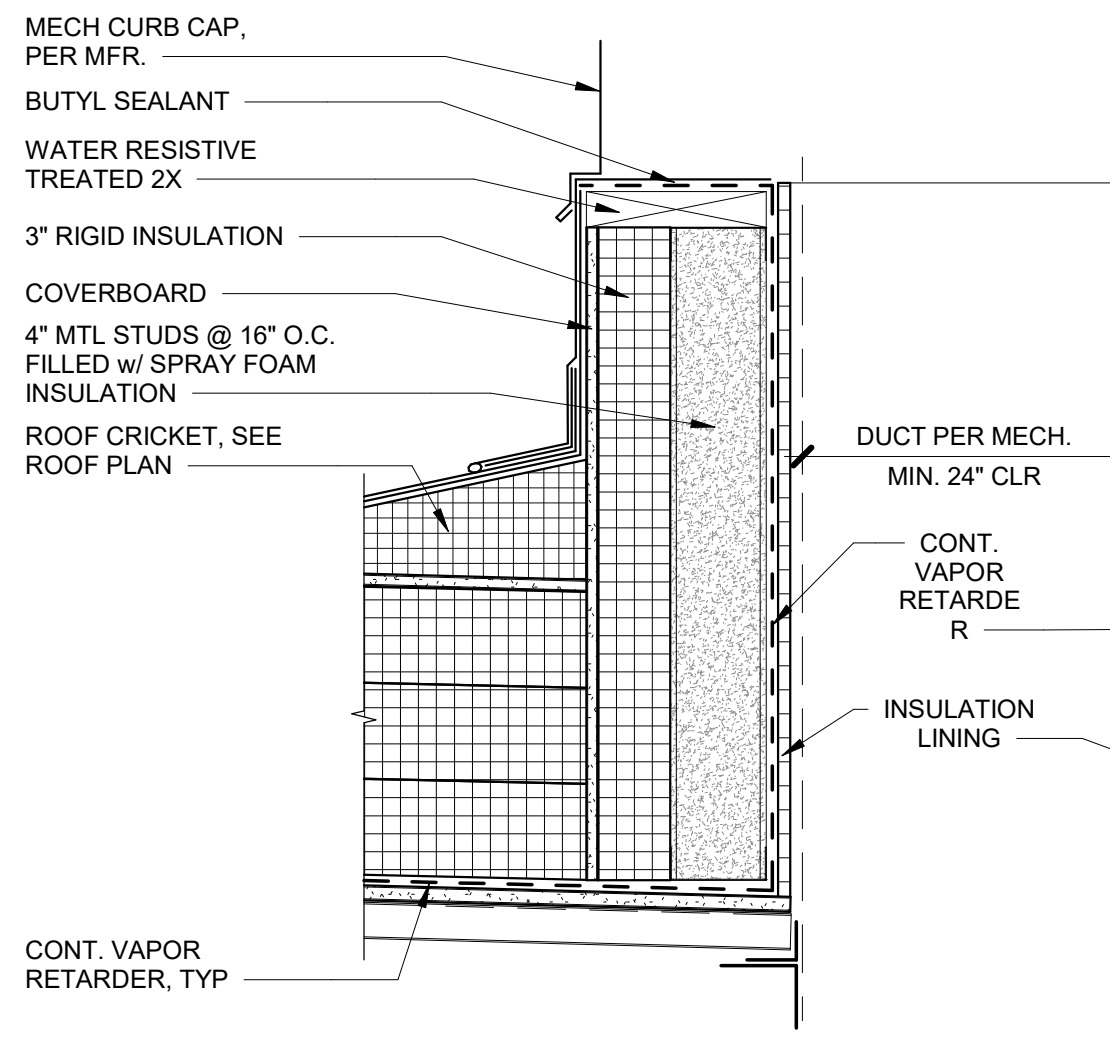 MECH CURB CAP,
PER MFR.
BUTYL SEALANT
WATER RESISTIVE
TREATED 2X
3" RIGID INSULATION
COVERBOARD
4" MTL STUDS @ 16" O.C.
FILLED w/ SPRAY FOAM
INSULATION
ROOF CRICKET, SEE
ROOF PLAN
CONT. VAPOR
RETARDER, TYP
DUCT PER MECH.
MIN. 24" CLR
CONT.
VAPOR
RETARDE
R
INSULATION
LINING